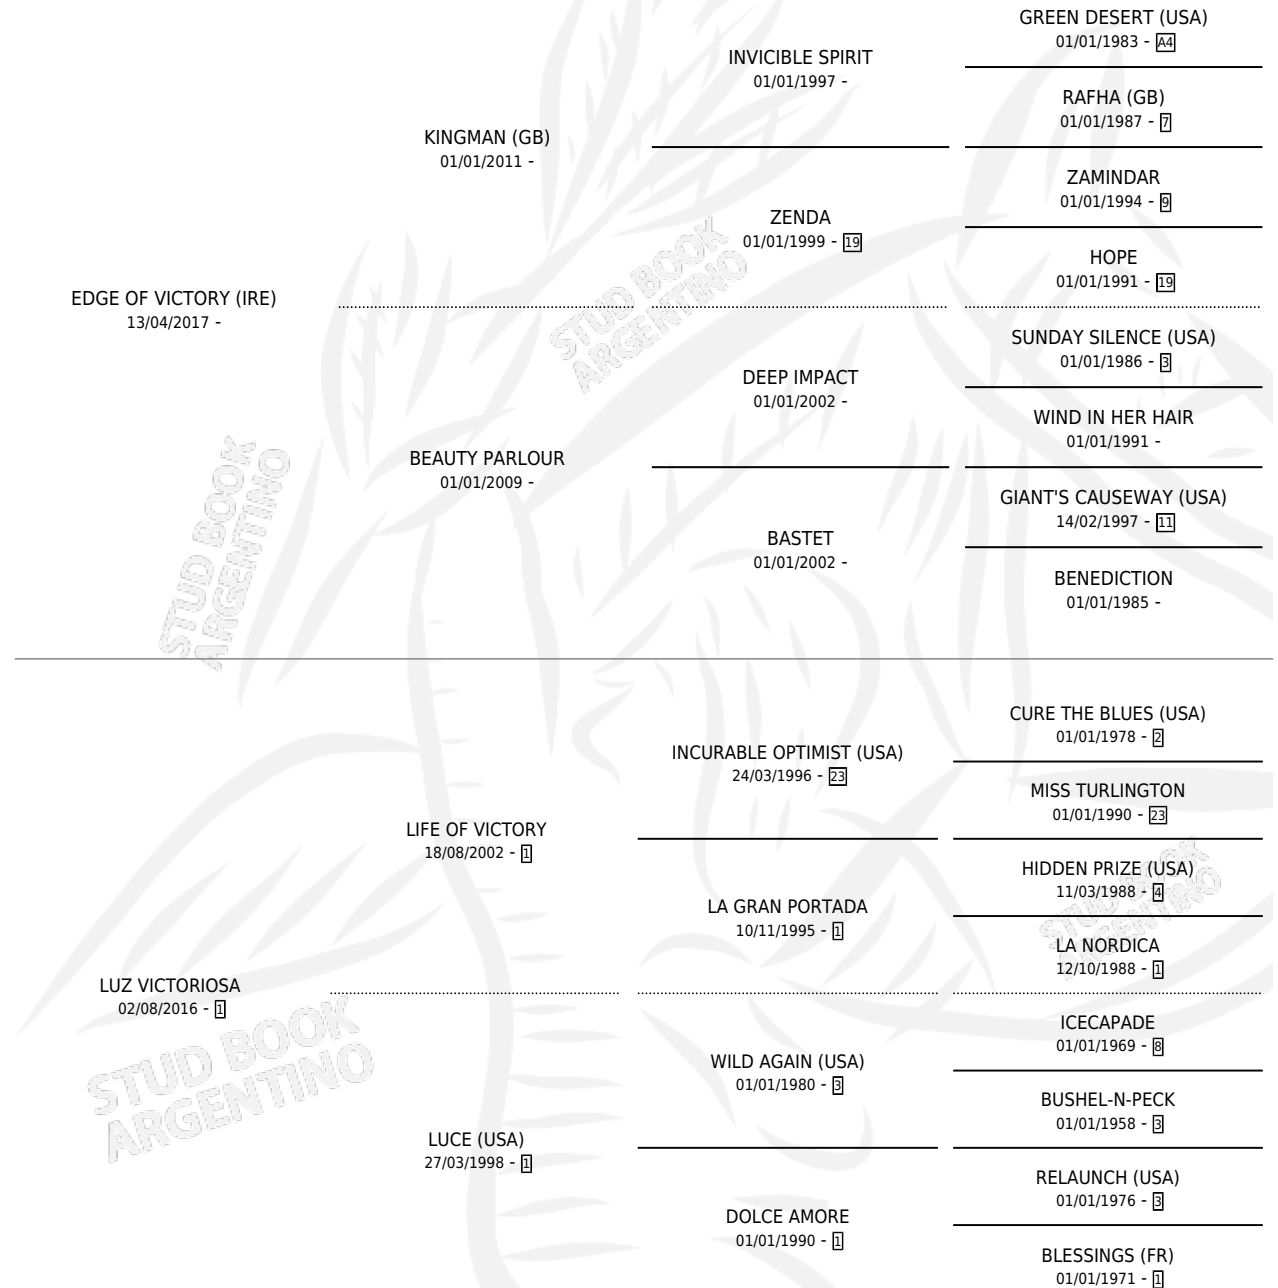 GREEN DESERT (USA)
01/01/1983 - A4
INVICIBLE SPIRIT
01/01/1997 -
RAFHA (GB)
01/01/1987 - 7
KINGMAN (GB)
01/01/2011 -
ZAMINDAR
01/01/1994 - 9
ZENDA
01/01/1999 - 19
HOPE
01/01/1991 - 19
EDGE OF VICTORY (IRE)
13/04/2017 -
SUNDAY SILENCE (USA)
01/01/1986 - 3
DEEP IMPACT
01/01/2002 -
WIND IN HER HAIR
01/01/1991 -
BEAUTY PARLOUR
01/01/2009 -
GIANT'S CAUSEWAY (USA)
14/02/1997 - 11
BASTET
01/01/2002 -
BENEDICTION
01/01/1985 -
CURE THE BLUES (USA)
01/01/1978 - 2
INCURABLE OPTIMIST (USA)
24/03/1996 - 23
MISS TURLINGTON
01/01/1990 - 23
LIFE OF VICTORY
18/08/2002 - 1
HIDDEN PRIZE (USA)
11/03/1988 - 4
LA GRAN PORTADA
10/11/1995 - 1
LA NORDICA
12/10/1988 - 1
LUZ VICTORIOSA
02/08/2016 - 1
ICECAPADE
01/01/1969 - 8
WILD AGAIN (USA)
01/01/1980 - 3
BUSHEL-N-PECK
01/01/1958 - 3
LUCE (USA)
27/03/1998 - 1
RELAUNCH (USA)
01/01/1976 - 3
DOLCE AMORE
01/01/1990 - 1
BLESSINGS (FR)
01/01/1971 - 1
STUD BOOK
ARGENTINO
STUD BOOK
ARGENTINO
STUD BOOK
ARGENTINO
STUD BOOK
ARGENTINO